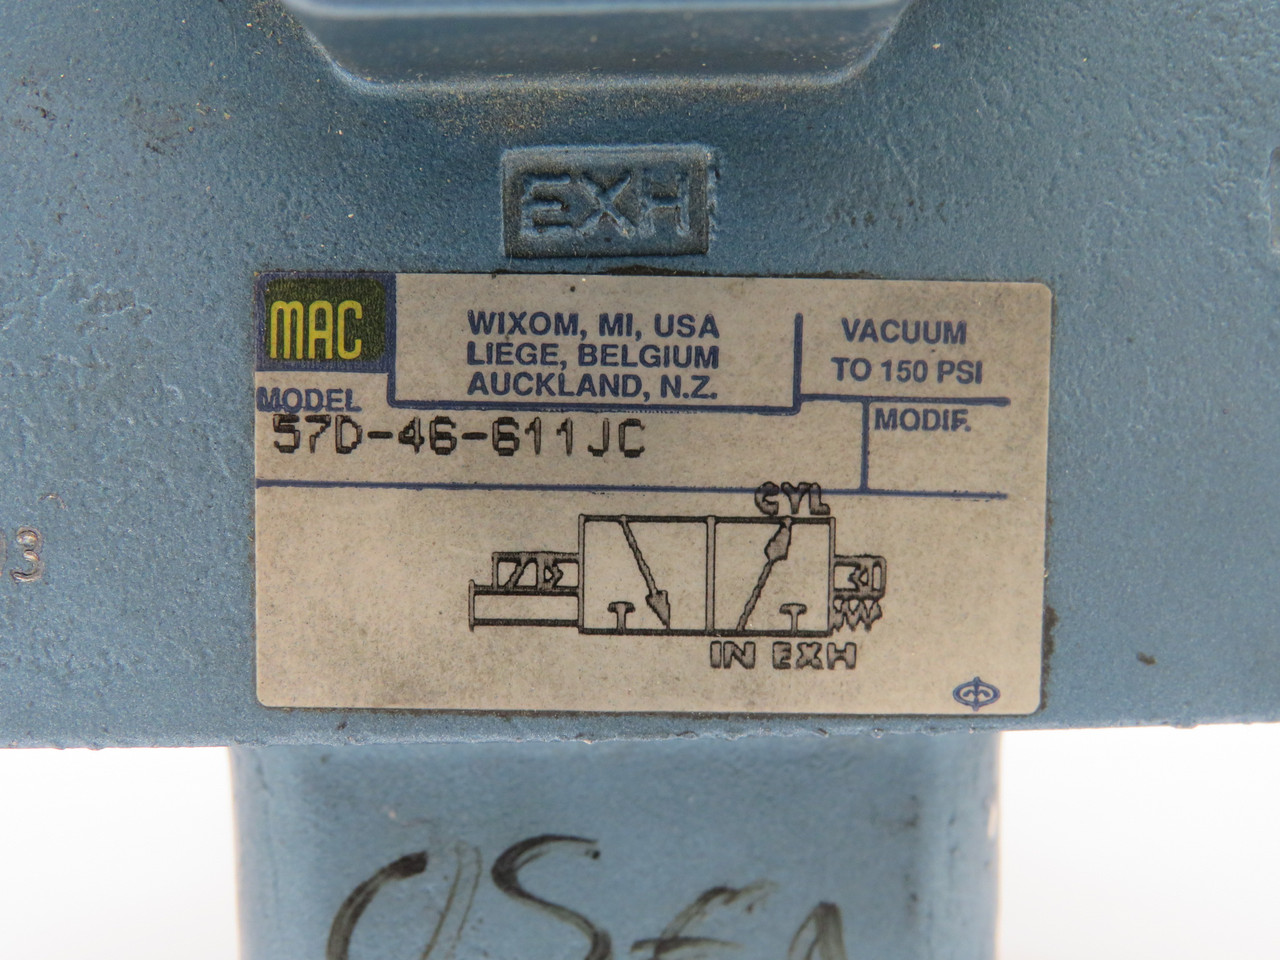 EXH
MAC
WIXOM, MI, USA
LIEGE, BELGIUM
AUCKLAND, N.Z.
VACUUM
TO 150 PSI
MODEL
57D-46-611JC
MODIF.
CYL
IN EXH
3